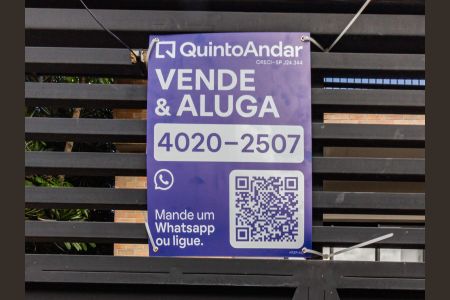 QuintoAndar
CRECI-SP J24.344
VENDE
& ALUGA
4020-2507
Mande um
Whatsapp
ou ligue.